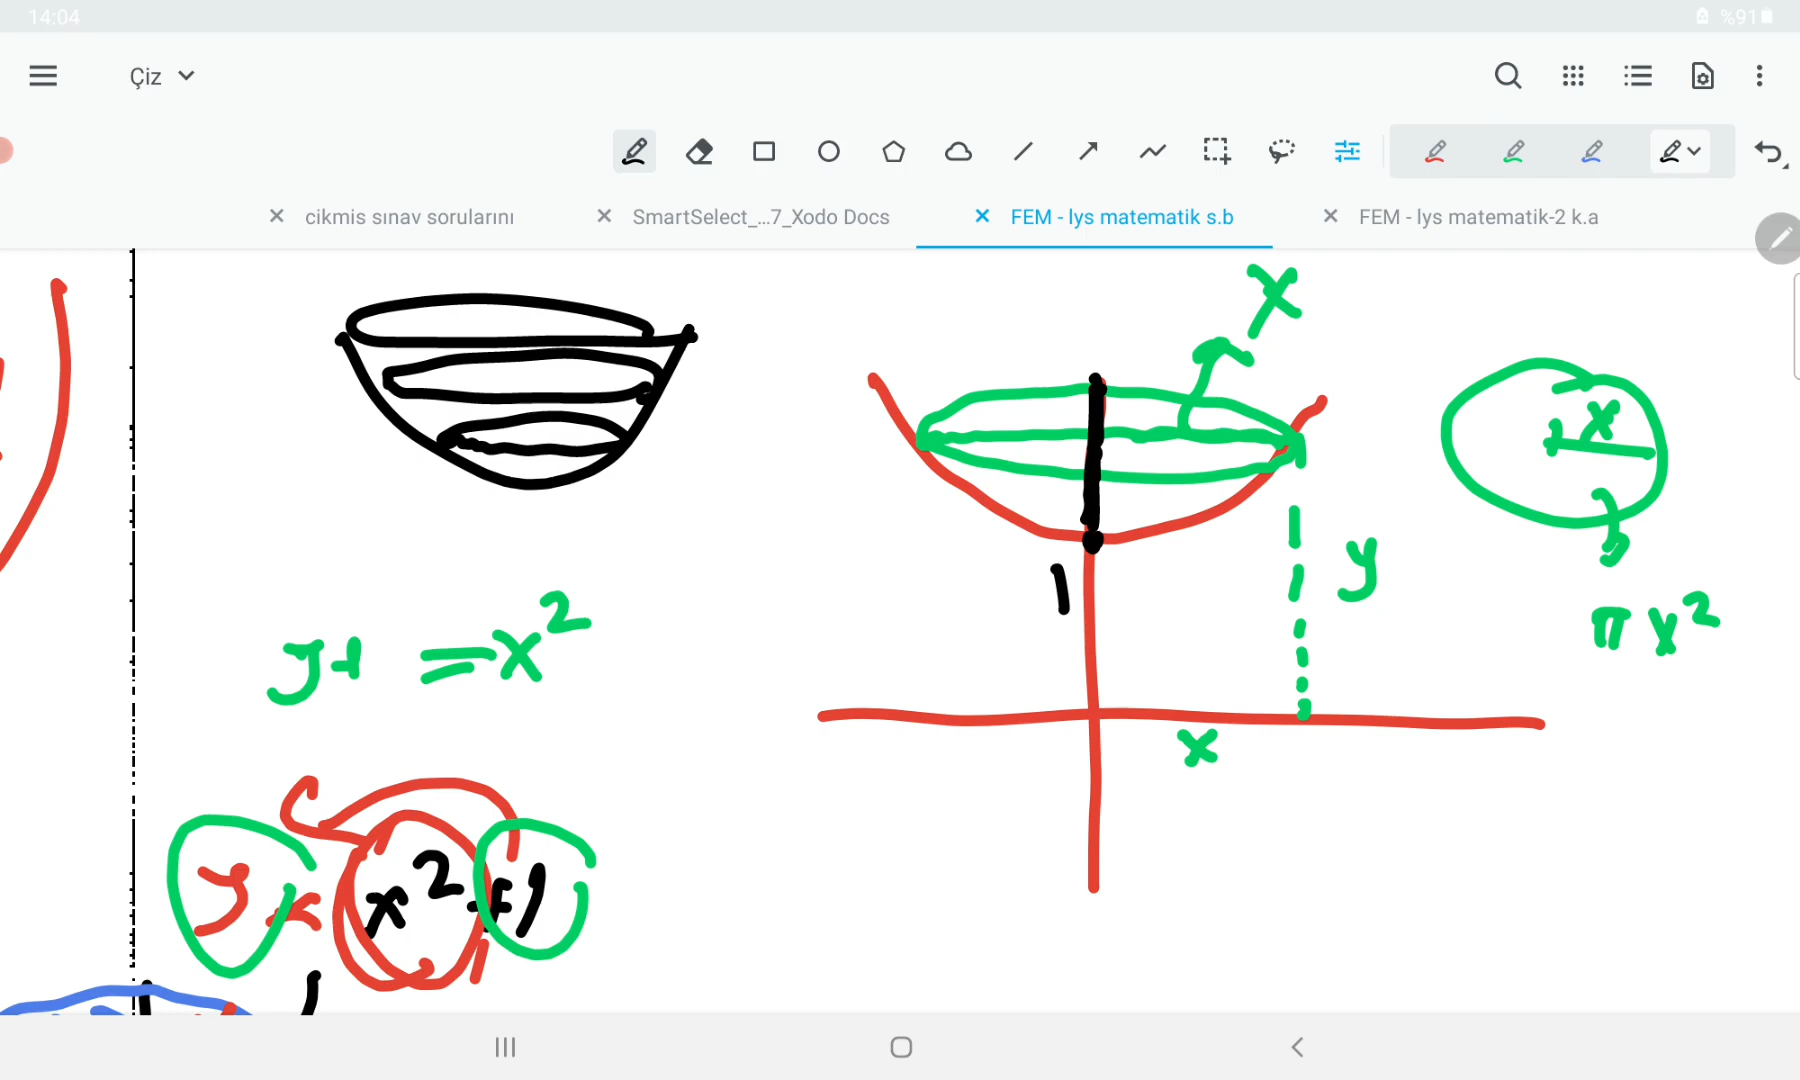 14:04 %91
Çiz
cikmis sınav sorularını
SmartSelect_...7_Xodo Docs
FEM - lys matematik s.b
FEM - lys matematik-2 k.a
x
x
1
y
πx²
y-1 = x²
x
x² + 1